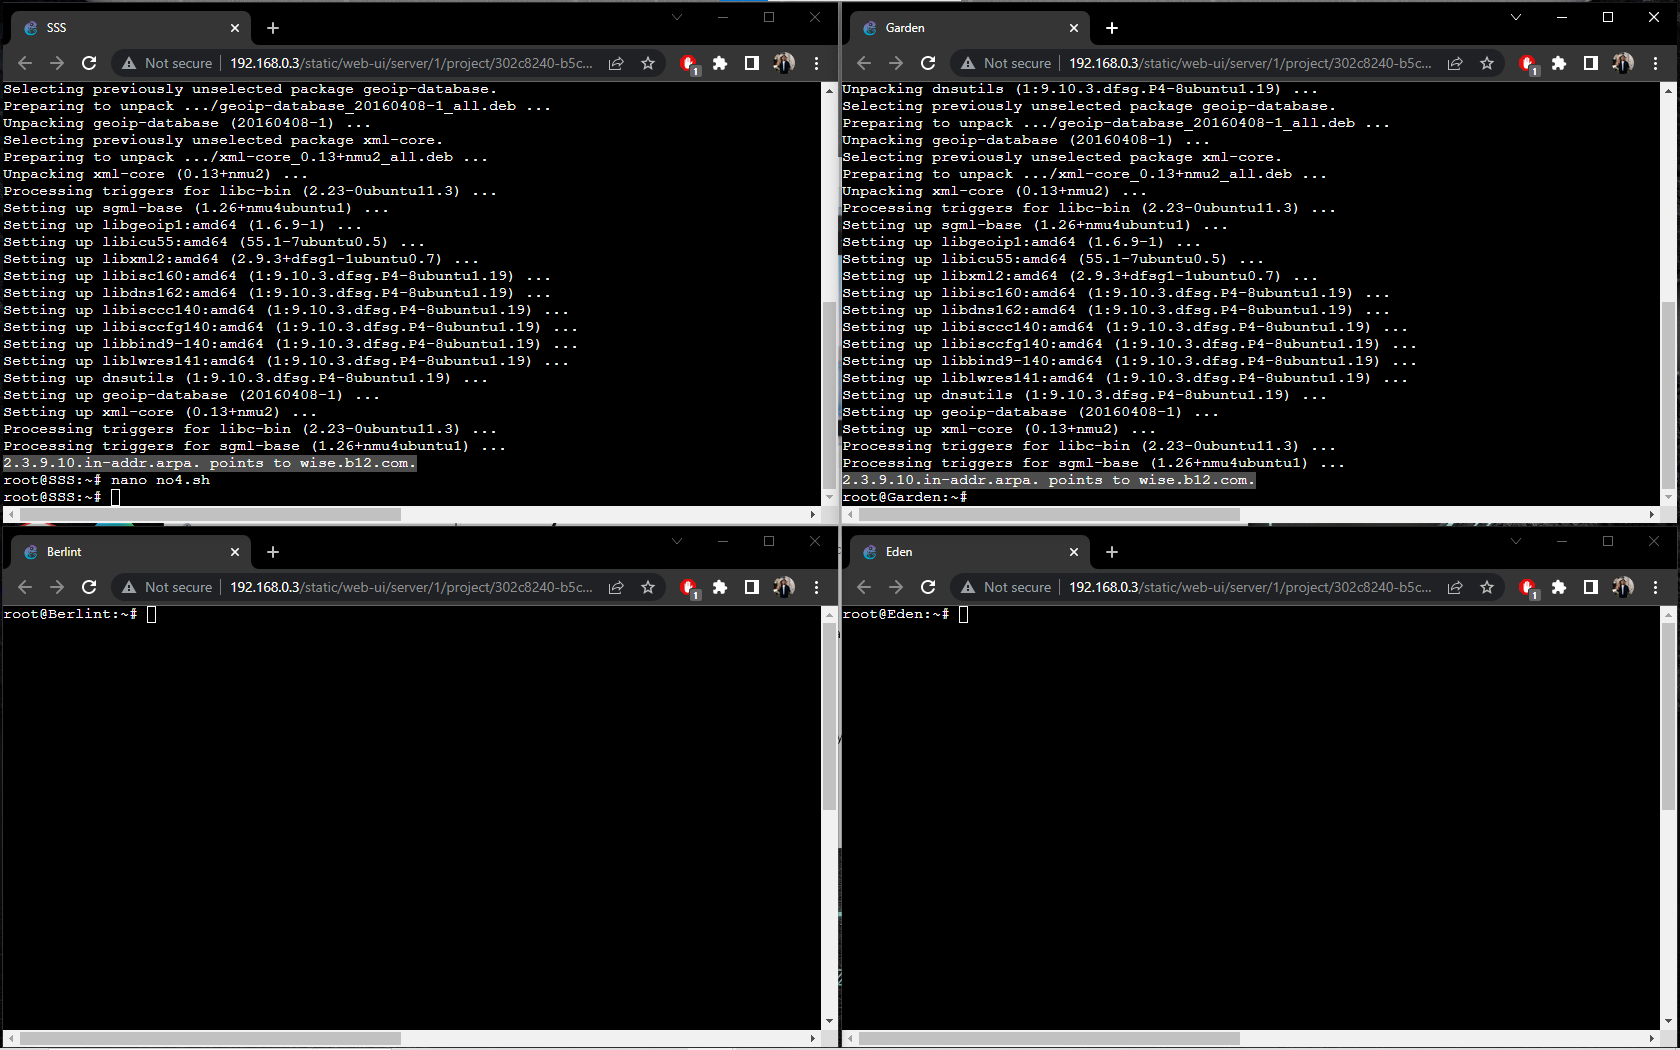 SSS
Not secure
192.168.0.3/static/web-ui/server/1/project/302c8240-b5c...
1
Selecting previously unselected package geoip-database.
Preparing to unpack .../geoip-database_20160408-1_all.deb ...
Unpacking geoip-database (20160408-1) ...
Selecting previously unselected package xml-core.
Preparing to unpack .../xml-core_0.13+nmu2_all.deb ...
Unpacking xml-core (0.13+nmu2) ...
Processing triggers for libc-bin (2.23-0ubuntu11.3) ...
Setting up sgml-base (1.26+nmu4ubuntu1) ...
Setting up libgeoip1:amd64 (1.6.9-1) ...
Setting up libicu55:amd64 (55.1-7ubuntu0.5) ...
Setting up libxml2:amd64 (2.9.3+dfsg1-1ubuntu0.7) ...
Setting up libisc160:amd64 (1:9.10.3.dfsg.P4-8ubuntu1.19) ...
Setting up libdns162:amd64 (1:9.10.3.dfsg.P4-8ubuntu1.19) ...
Setting up libisccc140:amd64 (1:9.10.3.dfsg.P4-8ubuntu1.19) ...
Setting up libisccfg140:amd64 (1:9.10.3.dfsg.P4-8ubuntu1.19) ...
Setting up libbind9-140:amd64 (1:9.10.3.dfsg.P4-8ubuntu1.19) ...
Setting up liblwres141:amd64 (1:9.10.3.dfsg.P4-8ubuntu1.19) ...
Setting up dnsutils (1:9.10.3.dfsg.P4-8ubuntu1.19) ...
Setting up geoip-database (20160408-1) ...
Setting up xml-core (0.13+nmu2) ...
Processing triggers for libc-bin (2.23-0ubuntu11.3) ...
Processing triggers for sgml-base (1.26+nmu4ubuntu1) ...
2.3.9.10.in-addr.arpa. points to wise.b12.com.
root@SSS:~# nano no4.sh
root@SSS:~#
Garden
Not secure
192.168.0.3/static/web-ui/server/1/project/302c8240-b5c...
1
Unpacking dnsutils (1:9.10.3.dfsg.P4-8ubuntu1.19) ...
Selecting previously unselected package geoip-database.
Preparing to unpack .../geoip-database_20160408-1_all.deb ...
Unpacking geoip-database (20160408-1) ...
Selecting previously unselected package xml-core.
Preparing to unpack .../xml-core_0.13+nmu2_all.deb ...
Unpacking xml-core (0.13+nmu2) ...
Processing triggers for libc-bin (2.23-0ubuntu11.3) ...
Setting up sgml-base (1.26+nmu4ubuntu1) ...
Setting up libgeoip1:amd64 (1.6.9-1) ...
Setting up libicu55:amd64 (55.1-7ubuntu0.5) ...
Setting up libxml2:amd64 (2.9.3+dfsg1-1ubuntu0.7) ...
Setting up libisc160:amd64 (1:9.10.3.dfsg.P4-8ubuntu1.19) ...
Setting up libdns162:amd64 (1:9.10.3.dfsg.P4-8ubuntu1.19) ...
Setting up libisccc140:amd64 (1:9.10.3.dfsg.P4-8ubuntu1.19) ...
Setting up libisccfg140:amd64 (1:9.10.3.dfsg.P4-8ubuntu1.19) ...
Setting up libbind9-140:amd64 (1:9.10.3.dfsg.P4-8ubuntu1.19) ...
Setting up liblwres141:amd64 (1:9.10.3.dfsg.P4-8ubuntu1.19) ...
Setting up dnsutils (1:9.10.3.dfsg.P4-8ubuntu1.19) ...
Setting up geoip-database (20160408-1) ...
Setting up xml-core (0.13+nmu2) ...
Processing triggers for libc-bin (2.23-0ubuntu11.3) ...
Processing triggers for sgml-base (1.26+nmu4ubuntu1) ...
2.3.9.10.in-addr.arpa. points to wise.b12.com.
root@Garden:~#
Berlint
Not secure
192.168.0.3/static/web-ui/server/1/project/302c8240-b5c...
1
root@Berlint:~#
Eden
Not secure
192.168.0.3/static/web-ui/server/1/project/302c8240-b5c...
1
root@Eden:~#